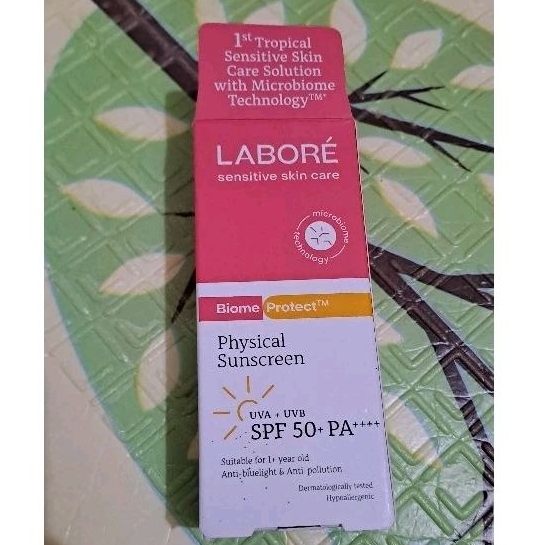 1st Tropical
Sensitive Skin
Care Solution
with Microbiome
Technology™*
LABORÉ
sensitive skin care
microbiome
technology
Biome Protect™
Physical
Sunscreen
UVA + UVB
SPF 50+ PA++++
Suitable for 1+ year old
Anti-bluelight & Anti pollution
Dermatologically tested
Hypoallergenic